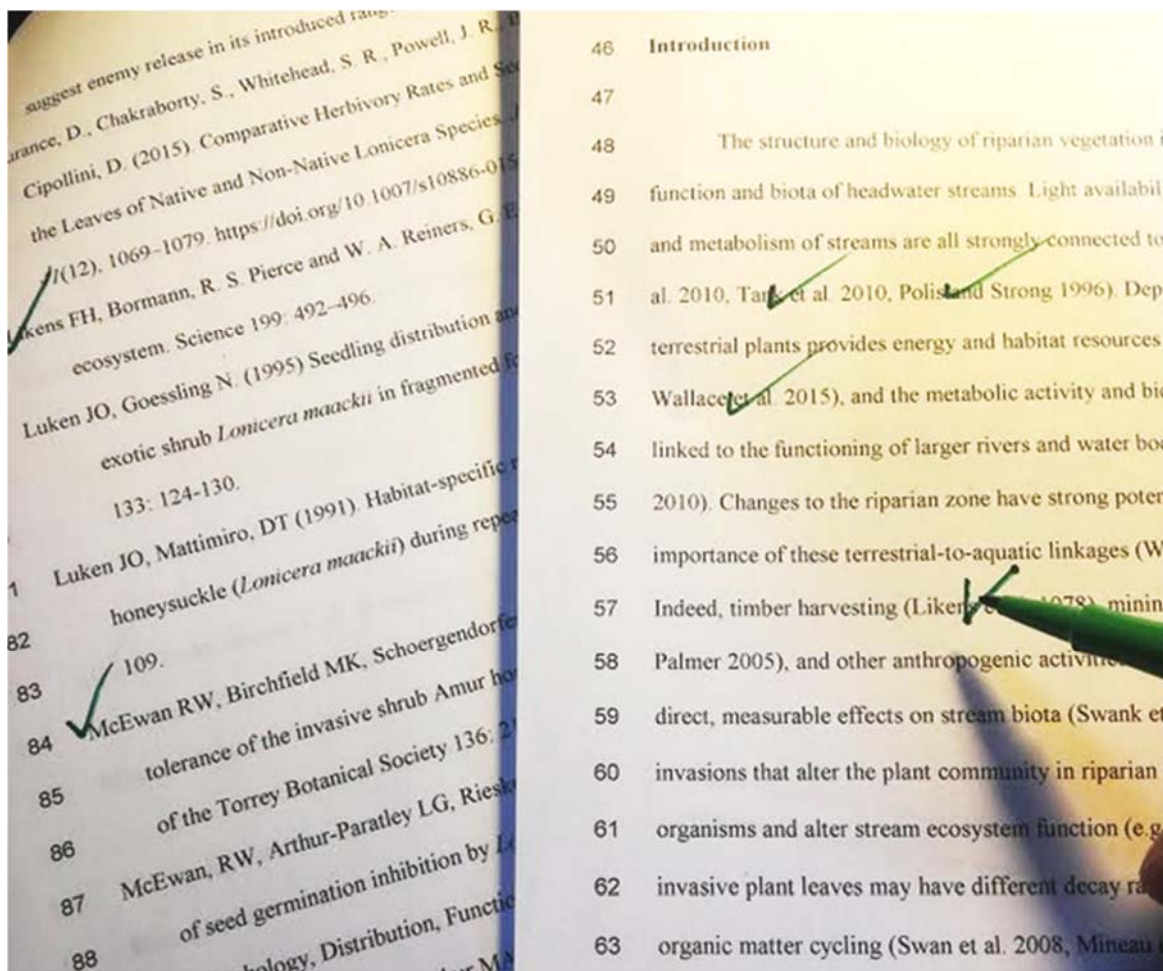 suggest enemy release in its introduced
D., Chakraborty, S., Whitehead, S. R., Powell, J. R.,
Cipollini, D. (2015). Comparative Herbivory Rates and
the Leaves of Native and Non-Native Lonicera Species.
(12), 1069–1079. https://doi.org/10.1007/s10886-015
FH, Bormann, R. S. Pierce and W. A. Reiners, G. E.
ecosystem. Science 199: 492–496.
Luken JO, Goessling N. (1995) Seedling distribution and
exotic shrub Lonicera maackii in fragmented
133: 124-130.
1 Luken JO, Mattimiro, DT (1991). Habitat-specific
82 honeysuckle (Lonicera maackii) during
83 109.
84 McEwan RW, Birchfield MK, Schoergendorfer
85 tolerance of the invasive shrub Amur
86 of the Torrey Botanical Society 136:
87 McEwan, RW, Arthur-Paratley LG,
88 of seed germination inhibition by
Distribution,
46 Introduction
47
48 The structure and biology of riparian vegetation
49 function and biota of headwater streams. Light
50 and metabolism of streams are all strongly connected to
51 al. 2010, Tank et al. 2010, Polis and Strong 1996). Dep
52 terrestrial plants provides energy and habitat resources
53 Wallace et al. 2015), and the metabolic activity and
54 linked to the functioning of larger rivers and water
55 2010). Changes to the riparian zone have strong
56 importance of these terrestrial-to-aquatic linkages (W
57 Indeed, timber harvesting (Likens 1978), minin
58 Palmer 2005), and other anthropogenic
59 direct, measurable effects on stream biota (Swank et
60 invasions that alter the plant community in riparian
61 organisms and alter stream ecosystem function (e.g.
62 invasive plant leaves may have different decay
63 organic matter cycling (Swan et al. 2008, Mineau